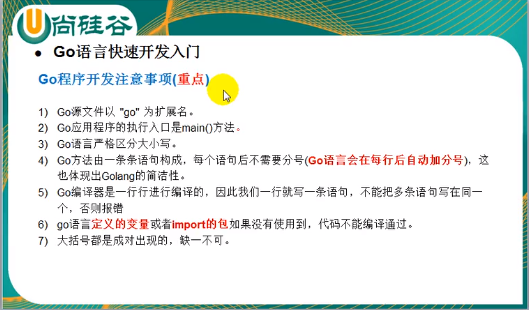 尚硅谷
● Go语言快速开发入门
Go程序开发注意事项(重点)
1) Go源文件以 "go" 为扩展名。
2) Go应用程序的执行入口是main()方法。
3) Go语言严格区分大小写。
4) Go方法由一条条语句构成，每个语句后不需要分号(Go语言会在每行后自动加分号)，这
也体现出Golang的简洁性。
5) Go编译器是一行行进行编译的，因此我们一行就写一条语句，不能把多条语句写在同一
个，否则报错
6) go语言定义的变量或者import的包如果没有使用到，代码不能编译通过。
7) 大括号都是成对出现的，缺一不可。